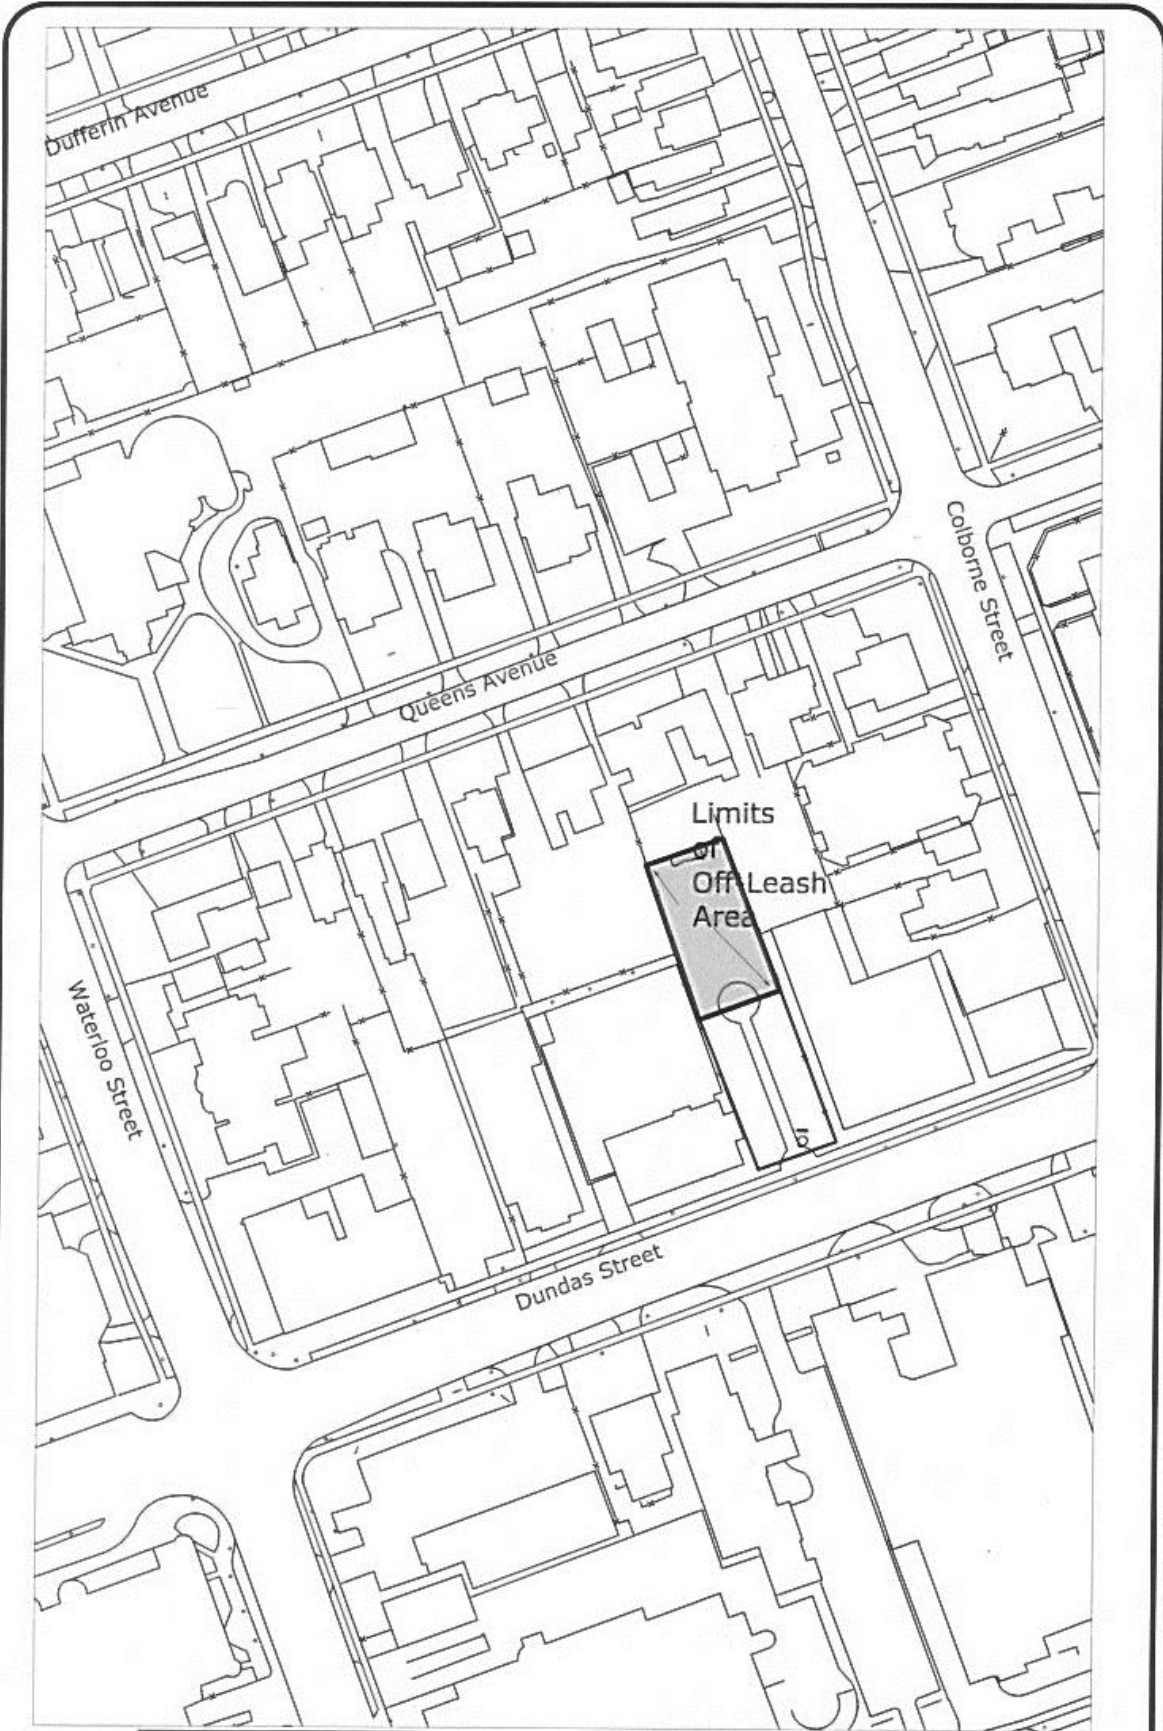 Dufferin Avenue
Colborne Street
Queens Avenue
Limits
of
Off-Leash
Area
Waterloo Street
Dundas Street